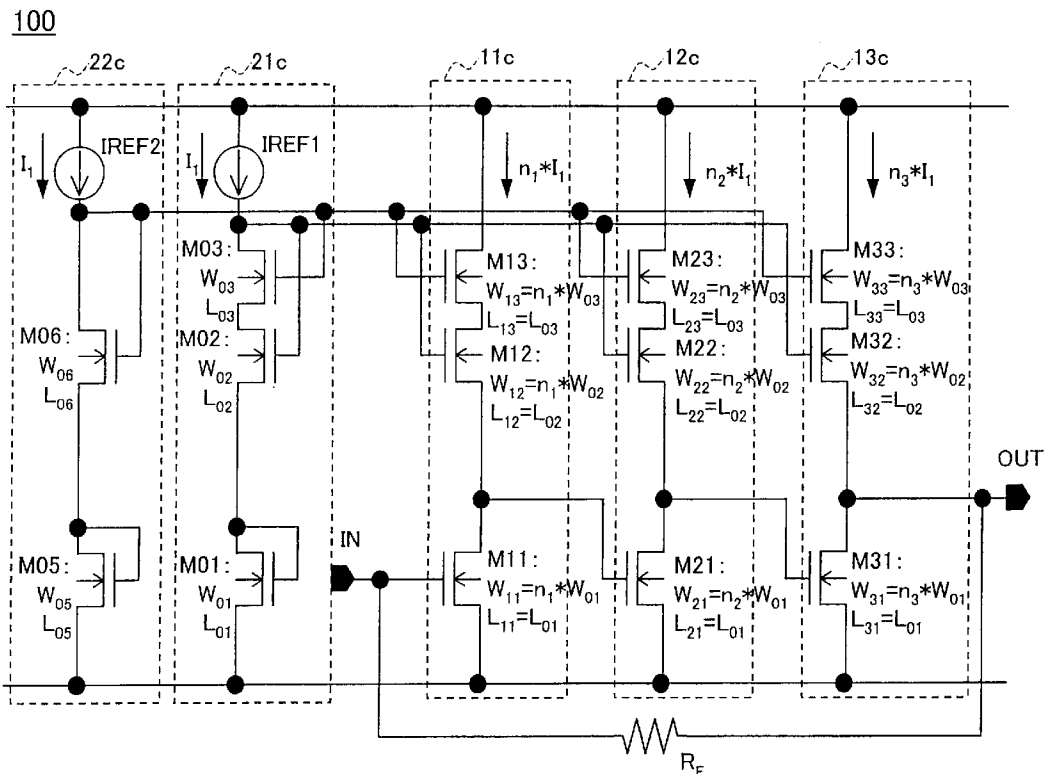 100
22c
21c
11c
12c
13c
I₁
IREF2
I₁
IREF1
n₁*I₁
n₂*I₁
n₃*I₁
M03:
W₀₃
L₀₃
M13:
W₁₃=n₁*W₀₃
L₁₃=L₀₃
M23:
W₂₃=n₂*W₀₃
L₂₃=L₀₃
M33:
W₃₃=n₃*W₀₃
L₃₃=L₀₃
M06:
W₀₆
L₀₆
M02:
W₀₂
L₀₂
M12:
W₁₂=n₁*W₀₂
L₁₂=L₀₂
M22:
W₂₂=n₂*W₀₂
L₂₂=L₀₂
M32:
W₃₂=n₃*W₀₂
L₃₂=L₀₂
OUT
IN
M05:
W₀₅
L₀₅
M01:
W₀₁
L₀₁
M11:
W₁₁=n₁*W₀₁
L₁₁=L₀₁
M21:
W₂₁=n₂*W₀₁
L₂₁=L₀₁
M31:
W₃₁=n₃*W₀₁
L₃₁=L₀₁
R_F